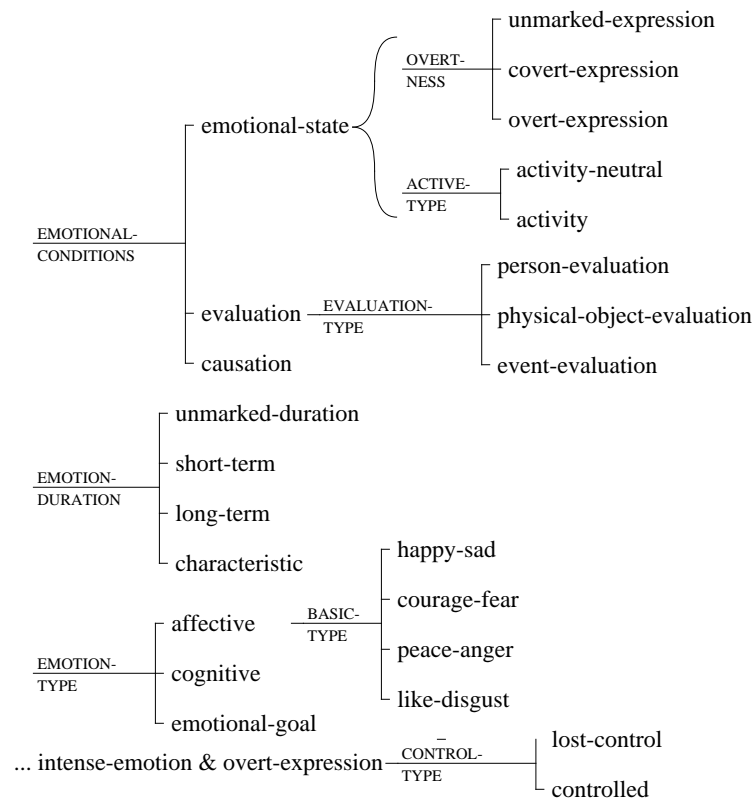 unmarked-expression
OVERT-
NESS
covert-expression
overt-expression
emotional-state
ACTIVE-
TYPE
activity-neutral
activity
EMOTIONAL-
CONDITIONS
person-evaluation
evaluation
EVALUATION-
TYPE
physical-object-evaluation
event-evaluation
causation
unmarked-duration
short-term
EMOTION-
DURATION
long-term
characteristic
happy-sad
courage-fear
affective
BASIC-
TYPE
peace-anger
EMOTION-
TYPE
cognitive
like-disgust
emotional-goal
... intense-emotion & overt-expression
CONTROL-
TYPE
lost-control
controlled